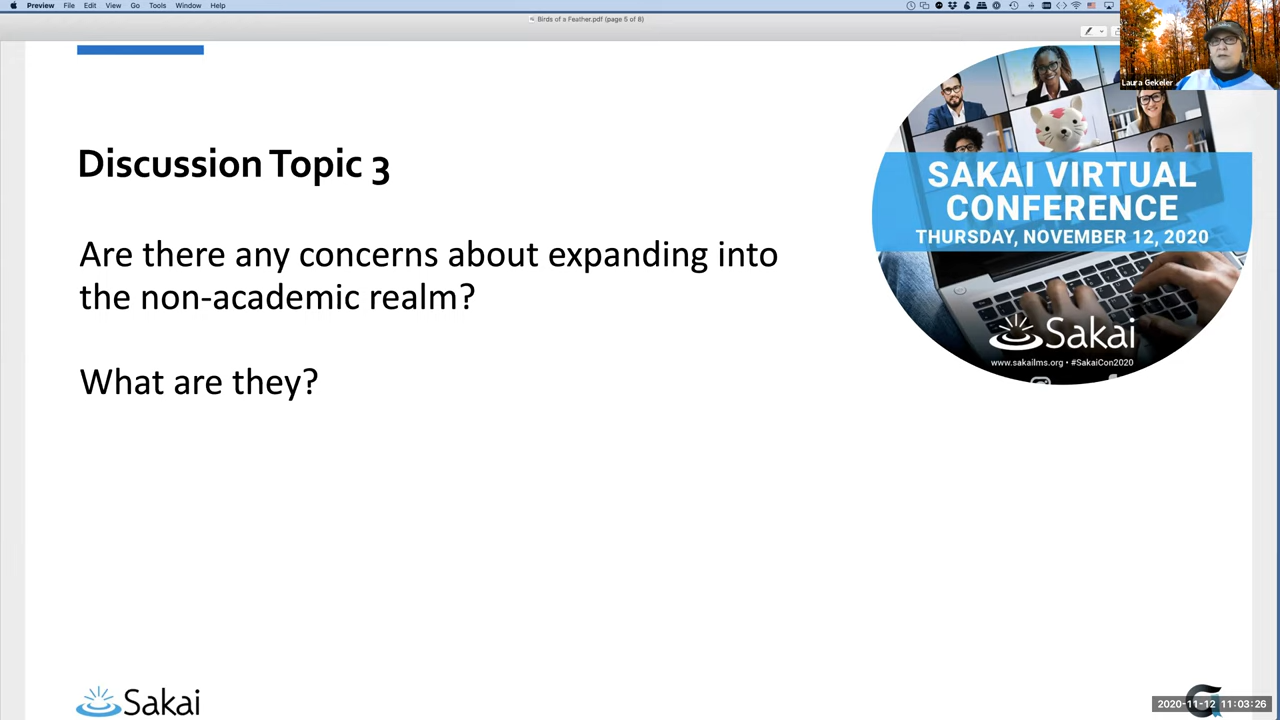 Preview File Edit View Go Tools Window Help
Birds of a Feather.pdf (page 5 of 8)
Laura Gekeler
Discussion Topic 3
Are there any concerns about expanding into
the non-academic realm?
What are they?
SAKAI VIRTUAL
CONFERENCE
THURSDAY, NOVEMBER 12, 2020
Sakai
www.sakailms.org • #SakaiCon2020
Sakai
2020-11-12 11:03:26